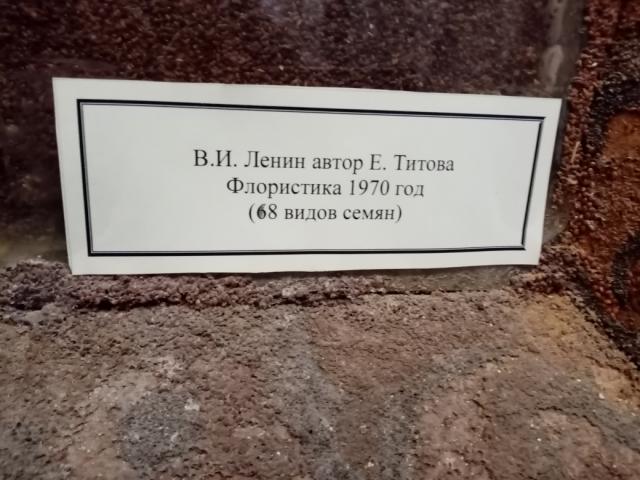 В.И. Ленин автор Е. Титова
Флористика 1970 год
(68 видов семян)